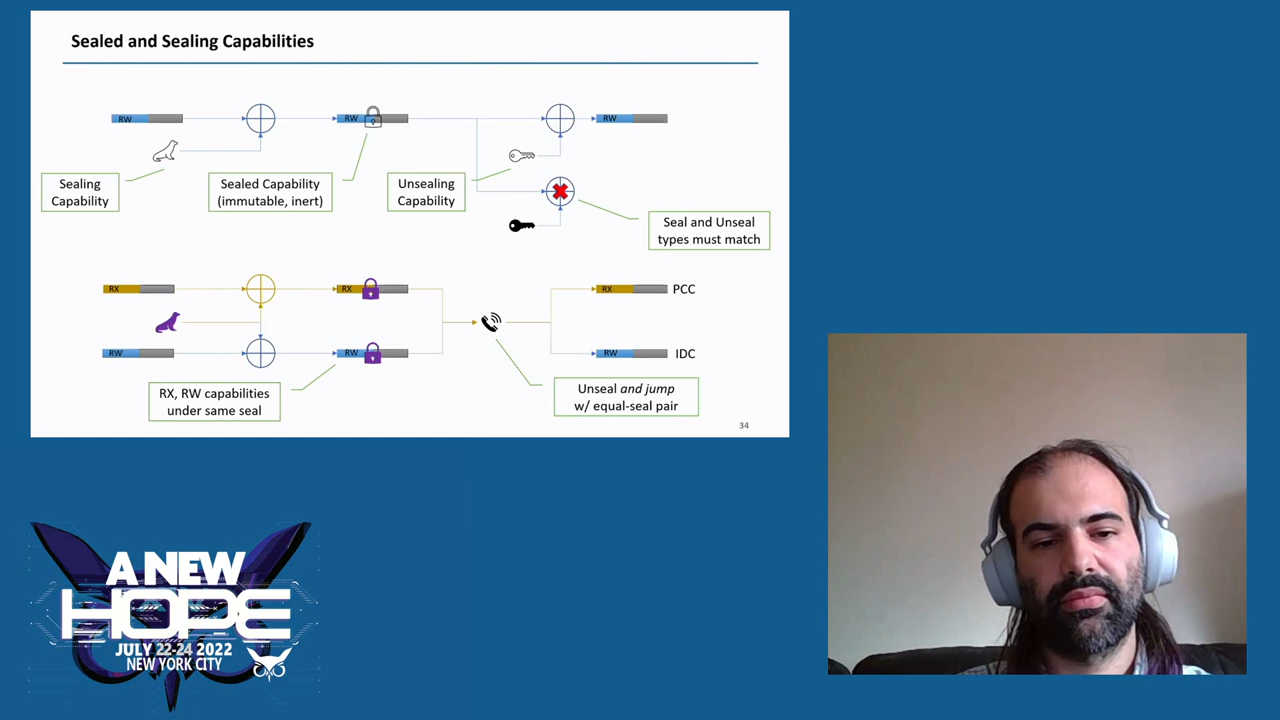 Sealed and Sealing Capabilities
RW
RW
RW
Sealing
Capability
Sealed Capability
(immutable, inert)
Unsealing
Capability
Seal and Unseal
types must match
RX
RX
RX
PCC
RW
RW
RW
IDC
RX, RW capabilities
under same seal
Unseal and jump
w/ equal-seal pair
34
A NEW
HOPE
JULY 22-24 2022
NEW YORK CITY